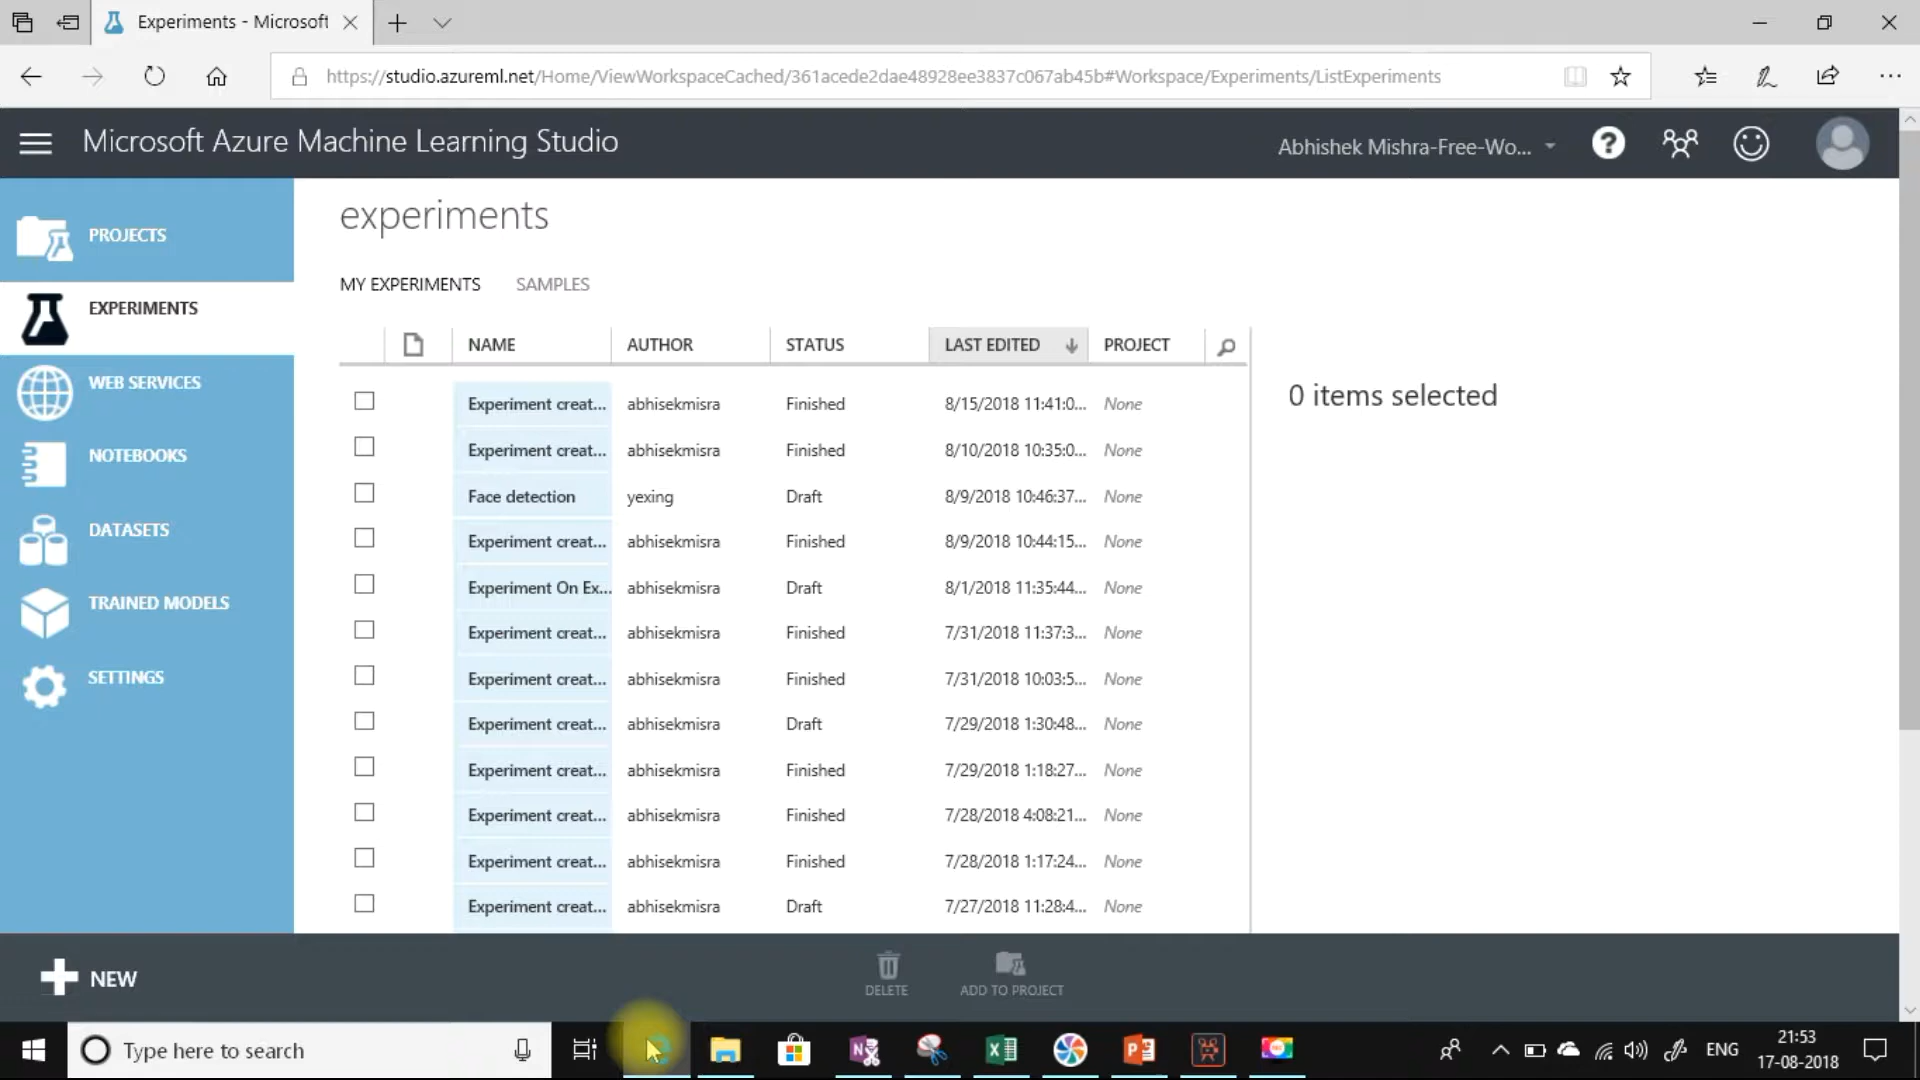 Experiments - Microsoft
https://studio.azureml.net/Home/ViewWorkspaceCached/361acede2dae48928ee3837c067ab45b#Workspace/Experiments/ListExperiments
Microsoft Azure Machine Learning Studio
Abhishek Mishra-Free-Wo...
PROJECTS
EXPERIMENTS
WEB SERVICES
NOTEBOOKS
DATASETS
TRAINED MODELS
SETTINGS
experiments
MY EXPERIMENTS SAMPLES
NAME AUTHOR STATUS LAST EDITED PROJECT
Experiment creat... abhisekmisra Finished 8/15/2018 11:41:0... None
Experiment creat... abhisekmisra Finished 8/10/2018 10:35:0... None
Face detection yexing Draft 8/9/2018 10:46:37... None
Experiment creat... abhisekmisra Finished 8/9/2018 10:44:15... None
Experiment On Ex... abhisekmisra Draft 8/1/2018 11:35:44... None
Experiment creat... abhisekmisra Finished 7/31/2018 11:37:3... None
Experiment creat... abhisekmisra Finished 7/31/2018 10:03:5... None
Experiment creat... abhisekmisra Draft 7/29/2018 1:30:48... None
Experiment creat... abhisekmisra Finished 7/29/2018 1:18:27... None
Experiment creat... abhisekmisra Finished 7/28/2018 4:08:21... None
Experiment creat... abhisekmisra Finished 7/28/2018 1:17:24... None
Experiment creat... abhisekmisra Draft 7/27/2018 11:28:4... None
0 items selected
NEW
DELETE
ADD TO PROJECT
Type here to search
ENG
21:53
17-08-2018